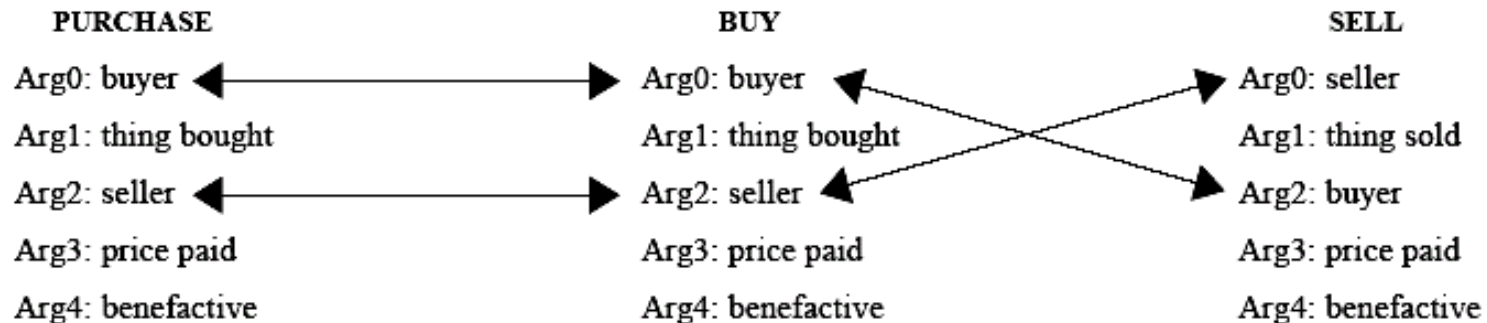 PURCHASE BUY SELL
Arg0: buyer Arg0: buyer Arg0: seller
Arg1: thing bought Arg1: thing bought Arg1: thing sold
Arg2: seller Arg2: seller Arg2: buyer
Arg3: price paid Arg3: price paid Arg3: price paid
Arg4: benefactive Arg4: benefactive Arg4: benefactive